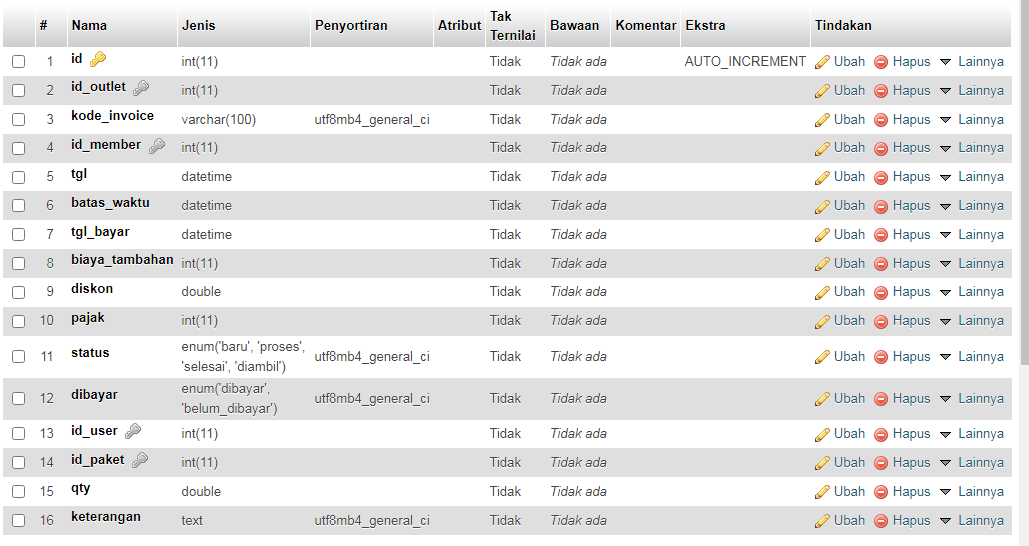 # Nama Jenis Penyortiran Atribut Tak Ternilai Bawaan Komentar Ekstra Tindakan
1 id int(11) Tidak Tidak ada AUTO_INCREMENT Ubah Hapus Lainnya
2 id_outlet int(11) Tidak Tidak ada Ubah Hapus Lainnya
3 kode_invoice varchar(100) utf8mb4_general_ci Tidak Tidak ada Ubah Hapus Lainnya
4 id_member int(11) Tidak Tidak ada Ubah Hapus Lainnya
5 tgl datetime Tidak Tidak ada Ubah Hapus Lainnya
6 batas_waktu datetime Tidak Tidak ada Ubah Hapus Lainnya
7 tgl_bayar datetime Tidak Tidak ada Ubah Hapus Lainnya
8 biaya_tambahan int(11) Tidak Tidak ada Ubah Hapus Lainnya
9 diskon double Tidak Tidak ada Ubah Hapus Lainnya
10 pajak int(11) Tidak Tidak ada Ubah Hapus Lainnya
11 status enum('baru', 'proses', 'selesai', 'diambil') utf8mb4_general_ci Tidak Tidak ada Ubah Hapus Lainnya
12 dibayar enum('dibayar', 'belum_dibayar') utf8mb4_general_ci Tidak Tidak ada Ubah Hapus Lainnya
13 id_user int(11) Tidak Tidak ada Ubah Hapus Lainnya
14 id_paket int(11) Tidak Tidak ada Ubah Hapus Lainnya
15 qty double Tidak Tidak ada Ubah Hapus Lainnya
16 keterangan text utf8mb4_general_ci Tidak Tidak ada Ubah Hapus Lainnya